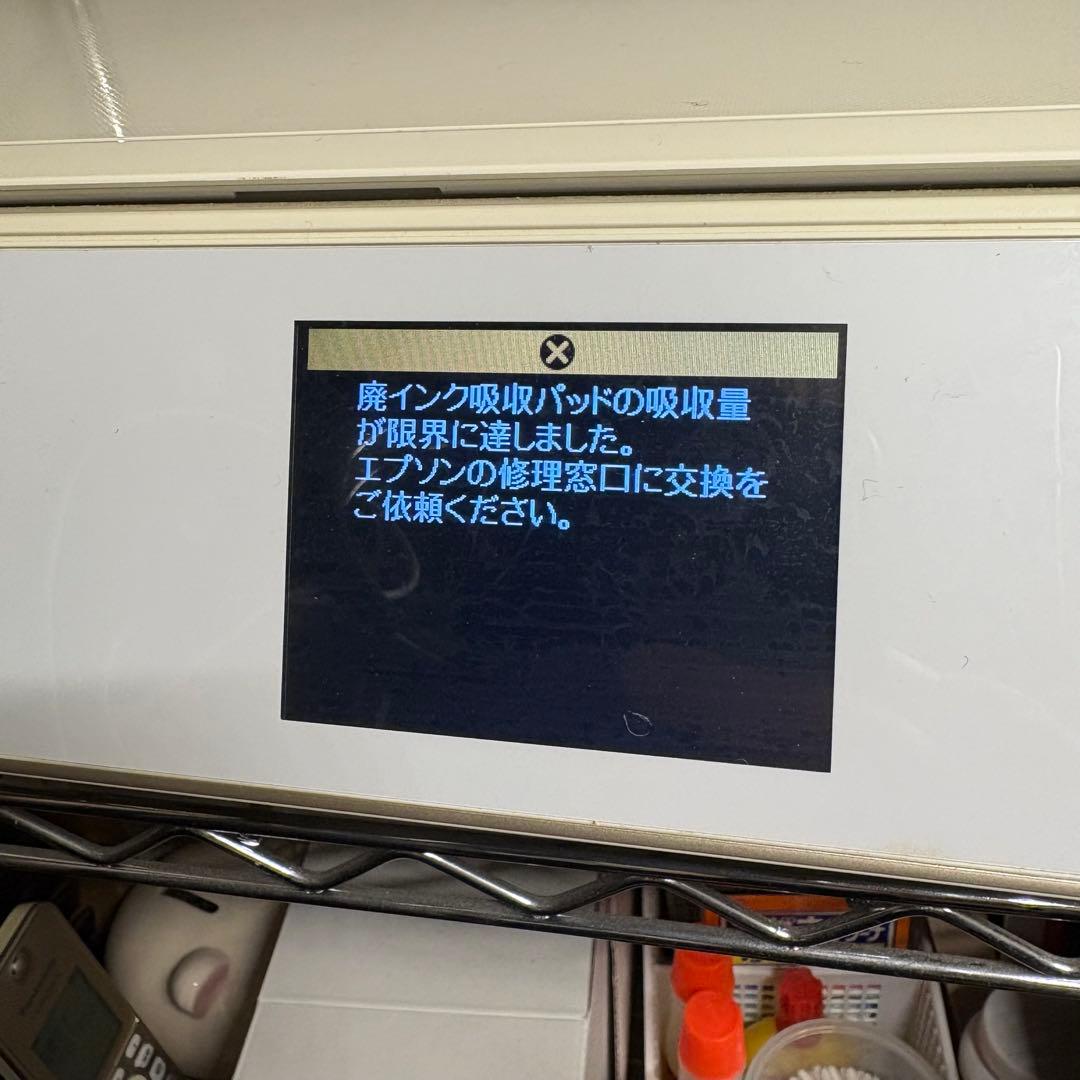 廃インク吸収パッドの吸収量
が限界に達しました。
エプソンの修理窓口に交換を
ご依頼ください。